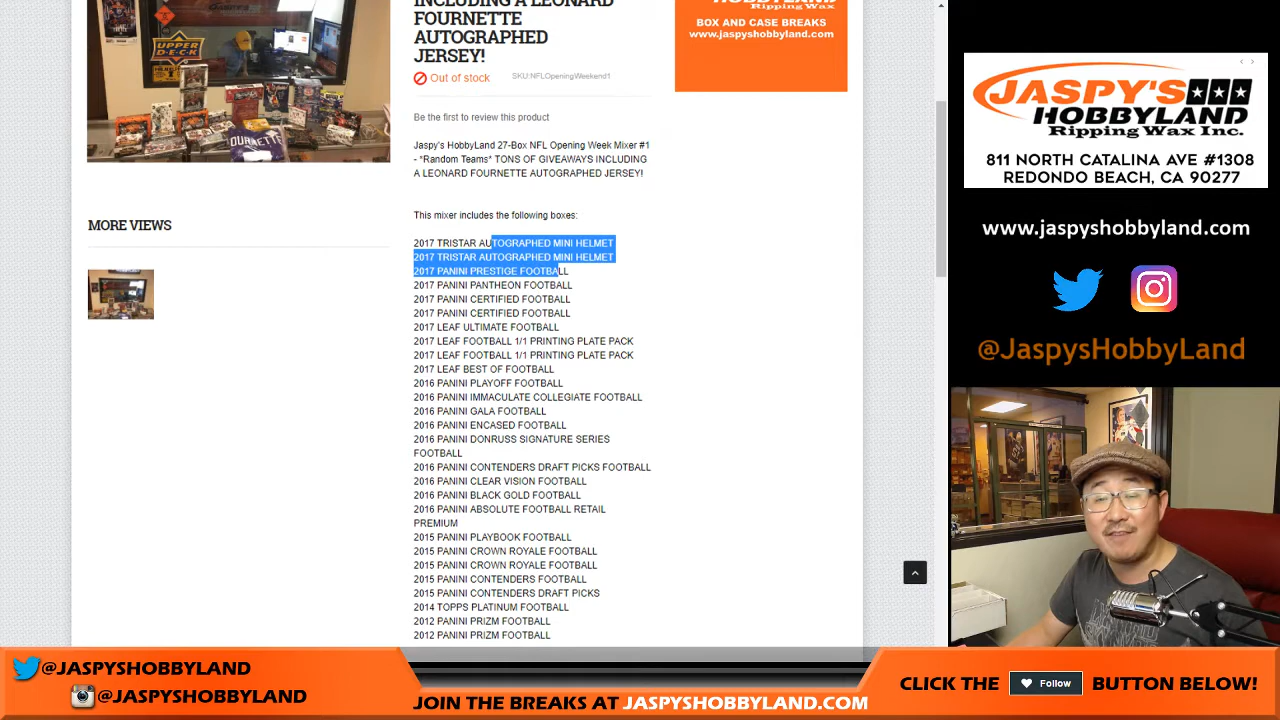 INCLUDING A LEONARD
FOURNETTE
AUTOGRAPHED
JERSEY!
Out of stock
SKU:NFLOpeningWeekend1
Be the first to review this product
Jaspy's HobbyLand 27-Box NFL Opening Week Mixer #1
- *Random Teams* TONS OF GIVEAWAYS INCLUDING
A LEONARD FOURNETTE AUTOGRAPHED JERSEY!
This mixer includes the following boxes:
2017 TRISTAR AUTOGRAPHED MINI HELMET
2017 TRISTAR AUTOGRAPHED MINI HELMET
2017 PANINI PRESTIGE FOOTBALL
2017 PANINI PANTHEON FOOTBALL
2017 PANINI CERTIFIED FOOTBALL
2017 PANINI CERTIFIED FOOTBALL
2017 LEAF ULTIMATE FOOTBALL
2017 LEAF FOOTBALL 1/1 PRINTING PLATE PACK
2017 LEAF FOOTBALL 1/1 PRINTING PLATE PACK
2017 LEAF BEST OF FOOTBALL
2016 PANINI PLAYOFF FOOTBALL
2016 PANINI IMMACULATE COLLEGIATE FOOTBALL
2016 PANINI GALA FOOTBALL
2016 PANINI ENCASED FOOTBALL
2016 PANINI DONRUSS SIGNATURE SERIES
FOOTBALL
2016 PANINI CONTENDERS DRAFT PICKS FOOTBALL
2016 PANINI CLEAR VISION FOOTBALL
2016 PANINI BLACK GOLD FOOTBALL
2016 PANINI ABSOLUTE FOOTBALL RETAIL
PREMIUM
2015 PANINI PLAYBOOK FOOTBALL
2015 PANINI CROWN ROYALE FOOTBALL
2015 PANINI CROWN ROYALE FOOTBALL
2015 PANINI CONTENDERS FOOTBALL
2015 PANINI CONTENDERS DRAFT PICKS
2014 TOPPS PLATINUM FOOTBALL
2012 PANINI PRIZM FOOTBALL
2012 PANINI PRIZM FOOTBALL
UPPER
DECK
FOURNETTE
MORE VIEWS
HOBBYLAND
Ripping Wax
BOX AND CASE BREAKS
www.jaspyshobbyland.com
JASPY'S
HOBBYLAND
Ripping Wax Inc.
811 NORTH CATALINA AVE #1308
REDONDO BEACH, CA 90277
www.jaspyshobbyland.com
@JaspysHobbyLand
@JASPYSHOBBYLAND
@JASPYSHOBBYLAND
JOIN THE BREAKS AT JASPYSHOBBYLAND.COM
CLICK THE Follow BUTTON BELOW!